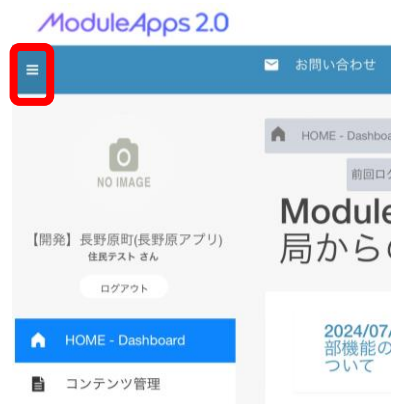 ModuleApps 2.0
お問い合わせ
HOME - Dashboa
前回ロ
NO IMAGE
Module
局から
【開発】長野原町(長野原アプリ)
住民テスト さん
ログアウト
HOME - Dashboard
コンテンツ管理
2024/07/
部機能の
ついて